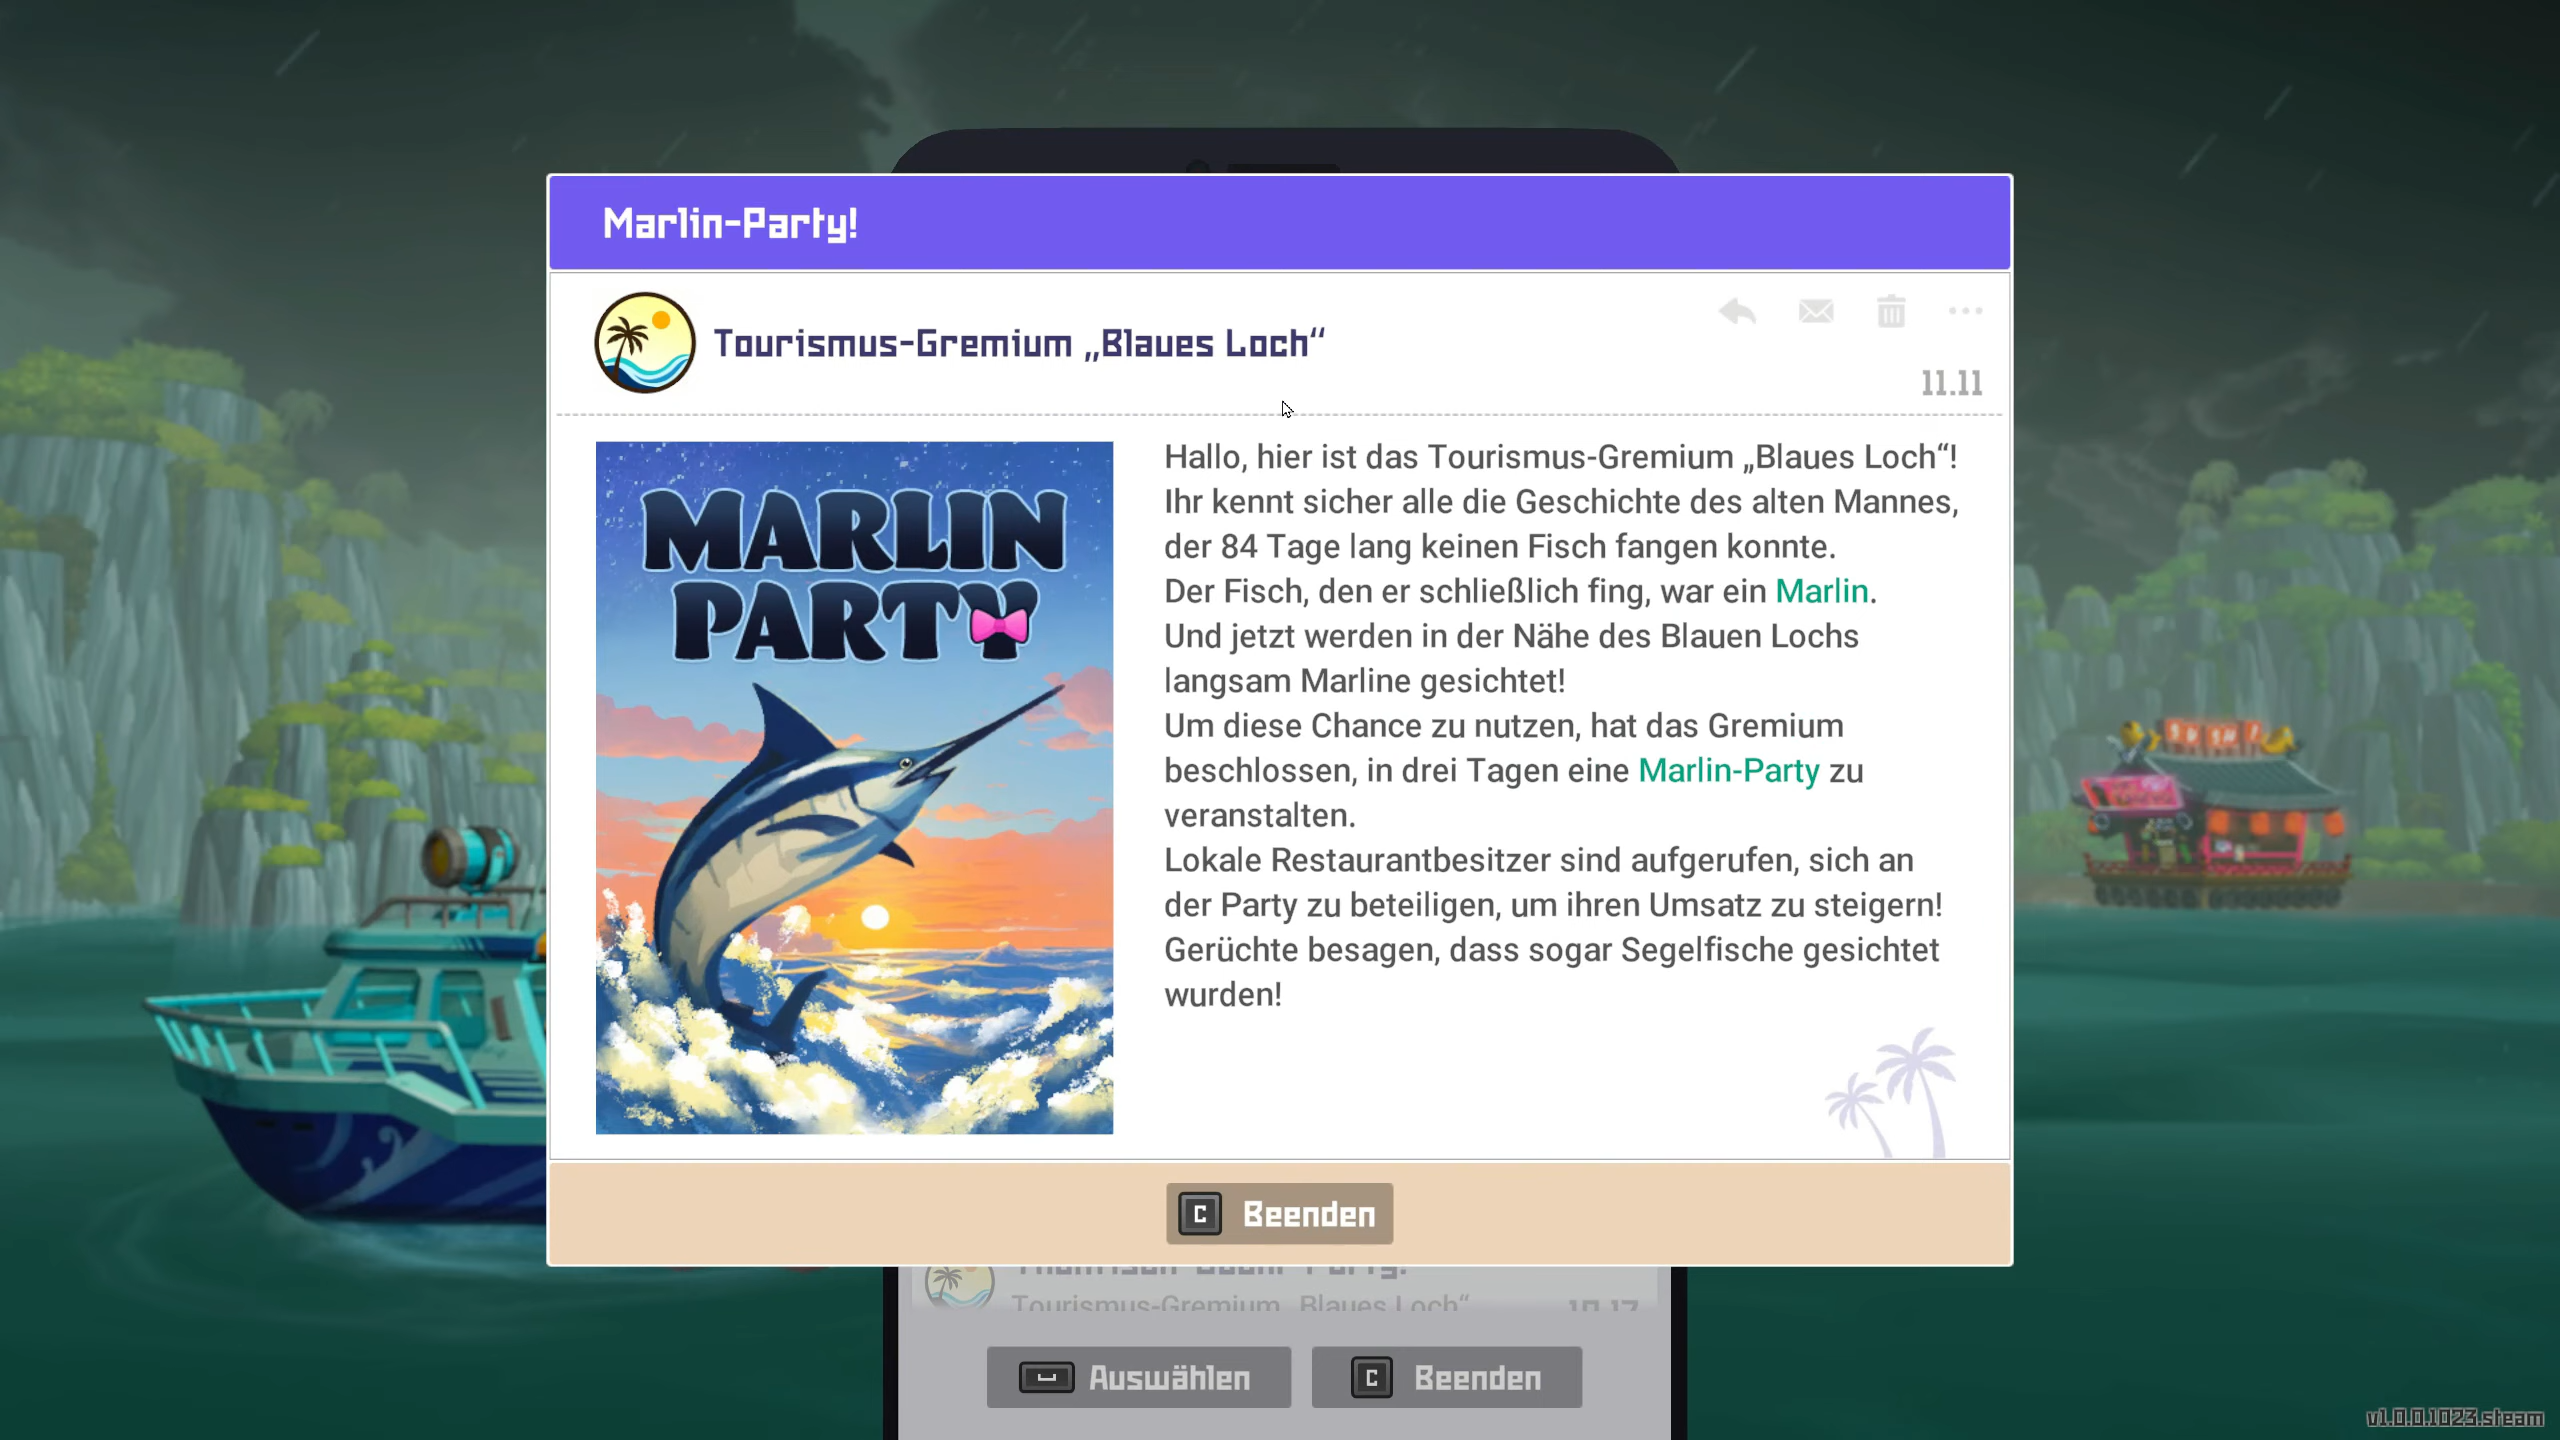 Marlin-Party!
Tourismus-Gremium „Blaues Loch“
11.11
MARLIN
PARTY
Hallo, hier ist das Tourismus-Gremium „Blaues Loch“!
Ihr kennt sicher alle die Geschichte des alten Mannes,
der 84 Tage lang keinen Fisch fangen konnte.
Der Fisch, den er schließlich fing, war ein Marlin.
Und jetzt werden in der Nähe des Blauen Lochs
langsam Marline gesichtet!
Um diese Chance zu nutzen, hat das Gremium
beschlossen, in drei Tagen eine Marlin-Party zu
veranstalten.
Lokale Restaurantbesitzer sind aufgerufen, sich an
der Party zu beteiligen, um ihren Umsatz zu steigern!
Gerüchte besagen, dass sogar Segelfische gesichtet
wurden!
C Beenden
Tourismus-Gremium „Blaues Loch“
Auswählen
C Beenden
v1.0.0.1023.steam